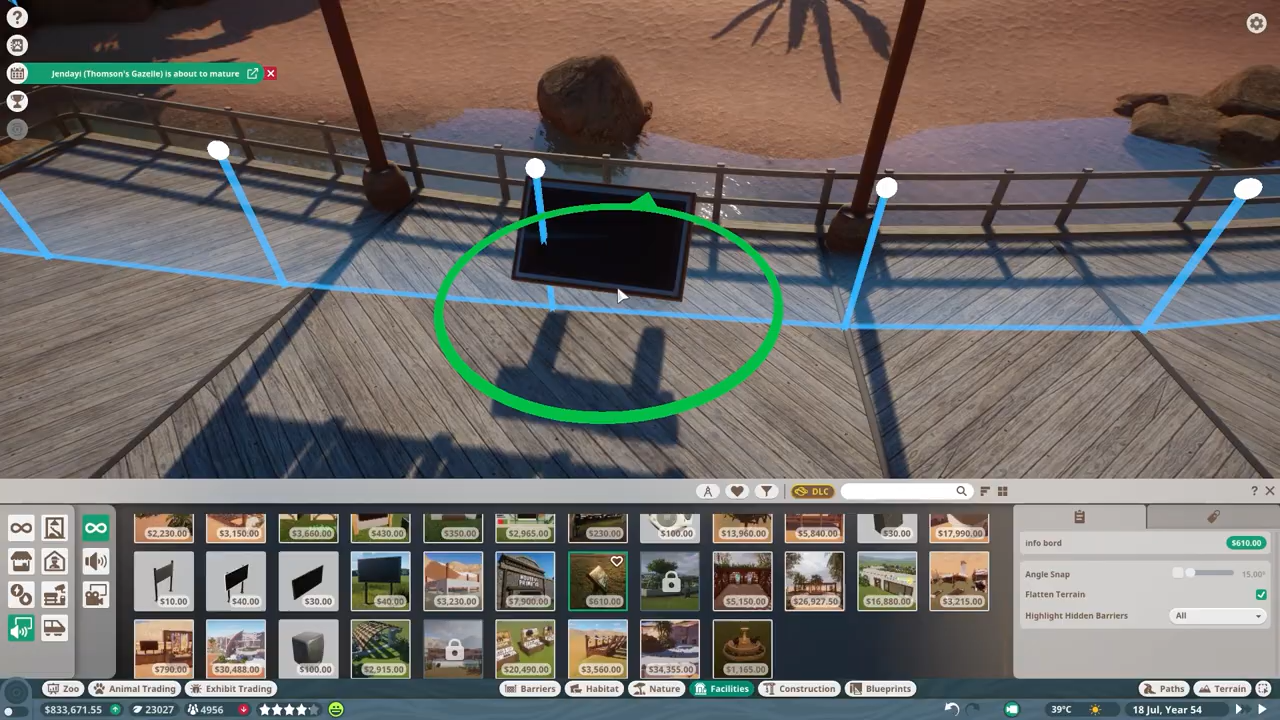 Jendayi (Thomson's Gazelle) is about to mature
DLC
$2,230.00 $3,150.00 $3,660.00 $430.00 $350.00 $2,965.00 $230.00 $100.00 $13,960.00 $5,840.00 $30.00 $17,990.00
$10.00 $40.00 $30.00 $40.00 $3,230.00 $7,900.00 $610.00 $5,150.00 $26,927.50 $16,880.00 $3,215.00
$790.00 $30,488.00 $100.00 $2,915.00 $20,490.00 $3,560.00 $34,355.00 $1,165.00
info bord $610.00
Angle Snap 15.00°
Flatten Terrain
Highlight Hidden Barriers All
Zoo Animal Trading Exhibit Trading Barriers Habitat Nature Facilities Construction Blueprints Paths Terrain
$833,671.55 23027 4956 39°C 18 Jul, Year 54